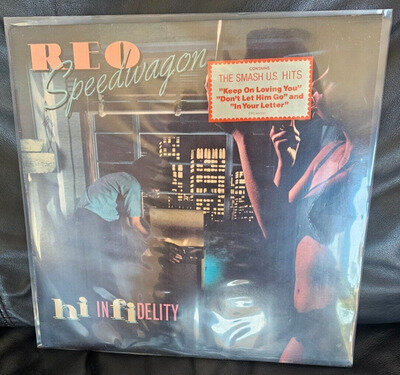 REO
Speedwagon
CONTAINS
THE SMASH U.S. HITS
"Keep On Loving You"
"Don't Let Him Go" and
"In Your Letter"
hi INfiDELITY